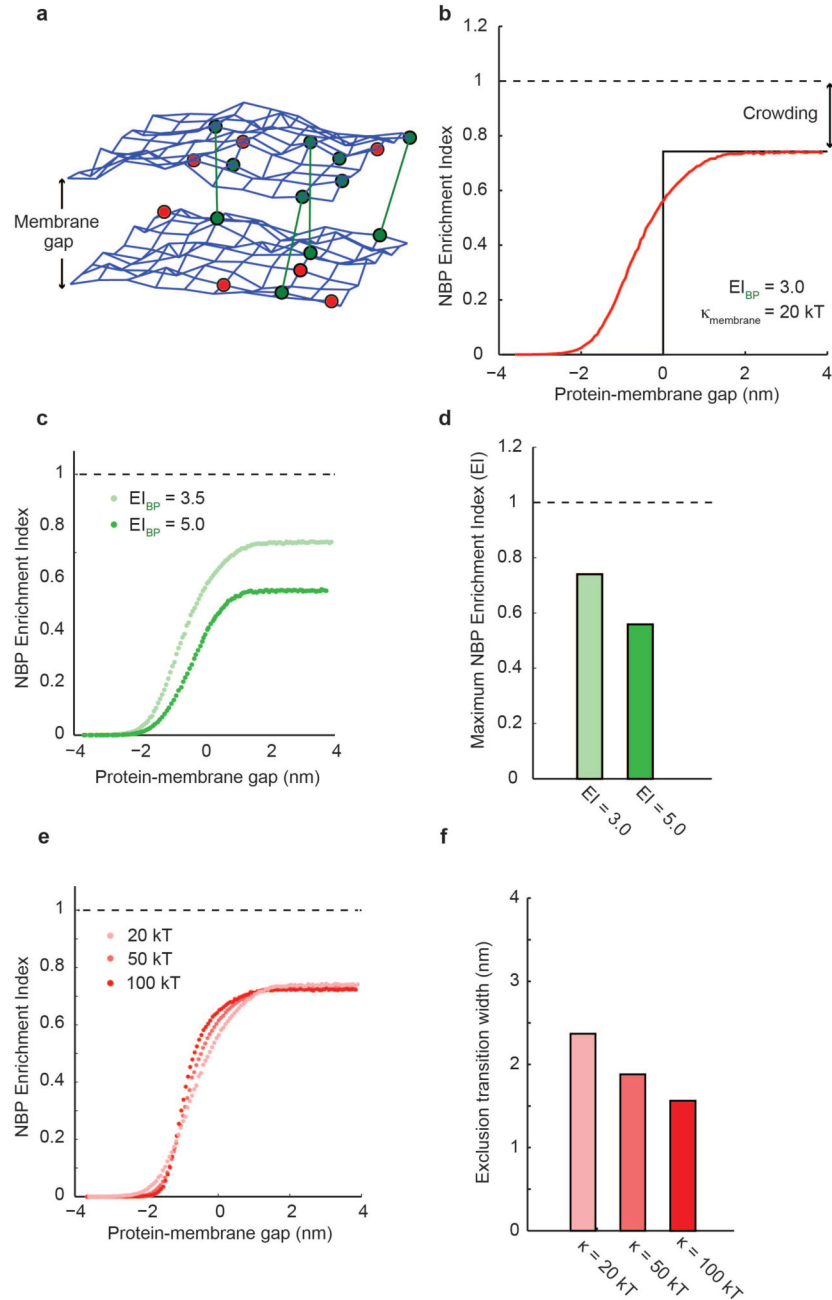 a
Membrane
gap
b
NBP Enrichment Index
1
0.8
0.6
0.4
0.2
0
−4
−2
0
2
4
Protein-membrane gap (nm)
Crowding
EI_BP = 3.0
κ_membrane = 20 kT
c
NBP Enrichment Index
1
0.8
0.6
0.4
0.2
0
−4
−2
0
2
4
Protein-membrane gap (nm)
EI_BP = 3.5
EI_BP = 5.0
d
Maximum NBP Enrichment Index (EI)
1.2
1
0.8
0.6
0.4
0.2
0
EI = 3.0
EI = 5.0
e
NBP Enrichment Index
1
0.8
0.6
0.4
0.2
0
−4
−2
0
2
4
Protein-membrane gap (nm)
20 kT
50 kT
100 kT
f
Exclusion transition width (nm)
4
3
2
1
0
κ = 20 kT
κ = 50 kT
κ = 100 kT